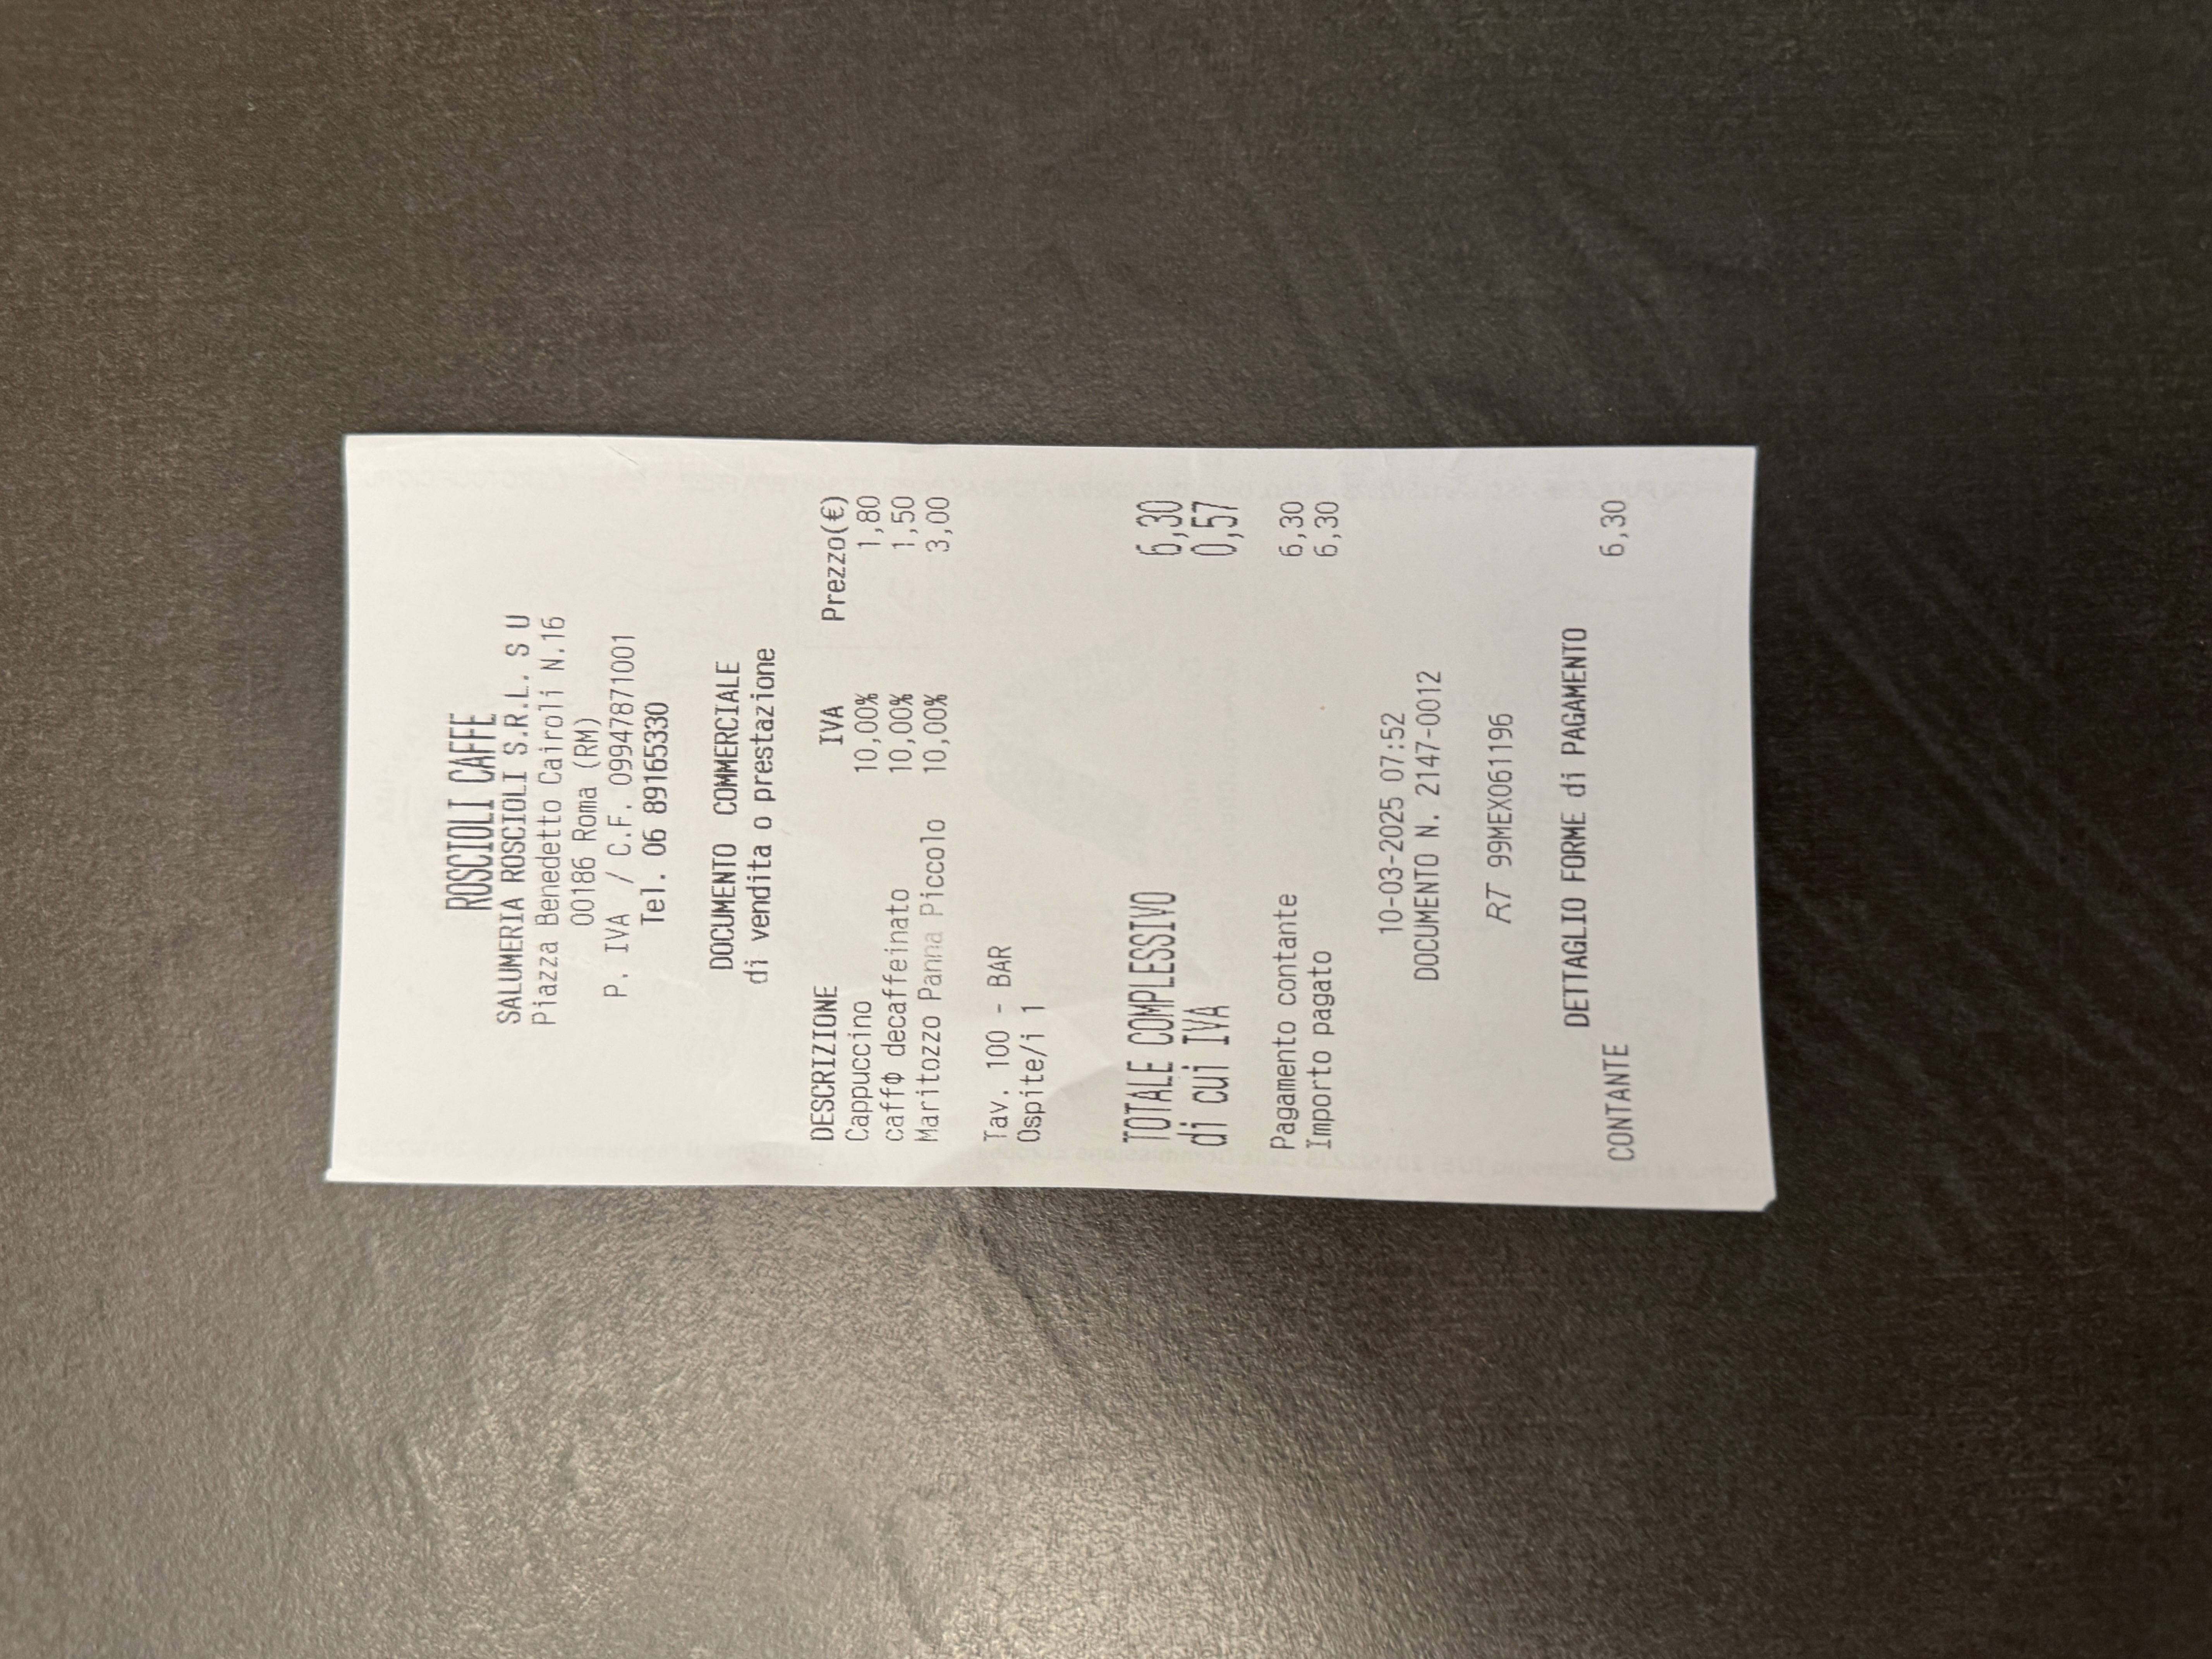 ROSCIOLI CAFFE
SALUMERIA ROSCIOLI S.R.L. S U
Piazza Benedetto Cairoli N.16
00186 Roma (RM)
P. IVA / C.F. 09947871001
Tel. 06 89165330
DOCUMENTO COMMERCIALE
di vendita o prestazione
DESCRIZIONE IVA Prezzo(€)
Cappuccino 10,00% 1,80
caffφ decaffeinato 10,00% 1,50
Maritozzo Panna Piccolo 10,00% 3,00
Tav. 100 - BAR
Ospite/i 1
TOTALE COMPLESSIVO 6,30
di cui IVA 0,57
Pagamento contante 6,30
Importo pagato 6,30
10-03-2025 07:52
DOCUMENTO N. 2147-0012
RT 99MEX061196
DETTAGLIO FORME di PAGAMENTO
CONTANTE 6,30